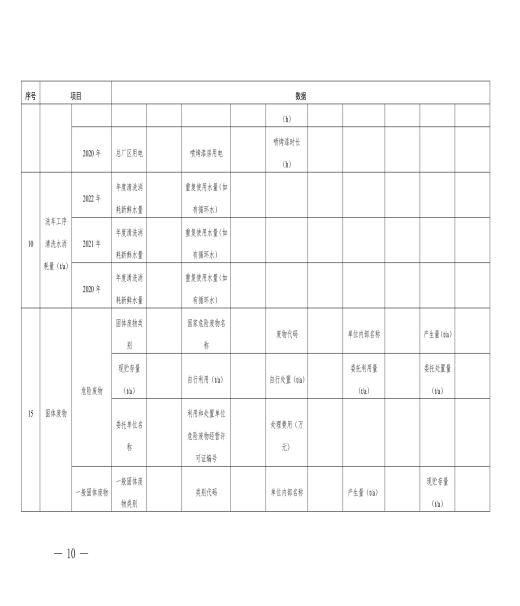 序号 项目 数据
（h）
2020 年 总厂区用电 喷烤漆房用电 喷烤漆时长
（h）
10 洗车工序
清洗水消
耗量（t/a） 2022 年 年度清洗消
耗新鲜水量 重复使用水量（如
有循环水）
2021 年 年度清洗消
耗新鲜水量 重复使用水量（如
有循环水）
2020 年 年度清洗消
耗新鲜水量 重复使用水量（如
有循环水）
15 固体废物 危险废物 固体废物类
别 国家危险废物名
称 废物代码 单位内部名称 产生量（t/a）
现贮存量
（t/a） 自行利用（t/a） 自行处置（t/a） 委托利用量
（t/a） 委托处置量
（t/a）
委托单位名
称 利用和处置单位
危险废物经营许
可证编号 处理费用（万
元）
一般固体废物 一般固体废
物类别 类别代码 单位内部名称 产生量（t/a） 现贮存量
（t/a）
— 10 —